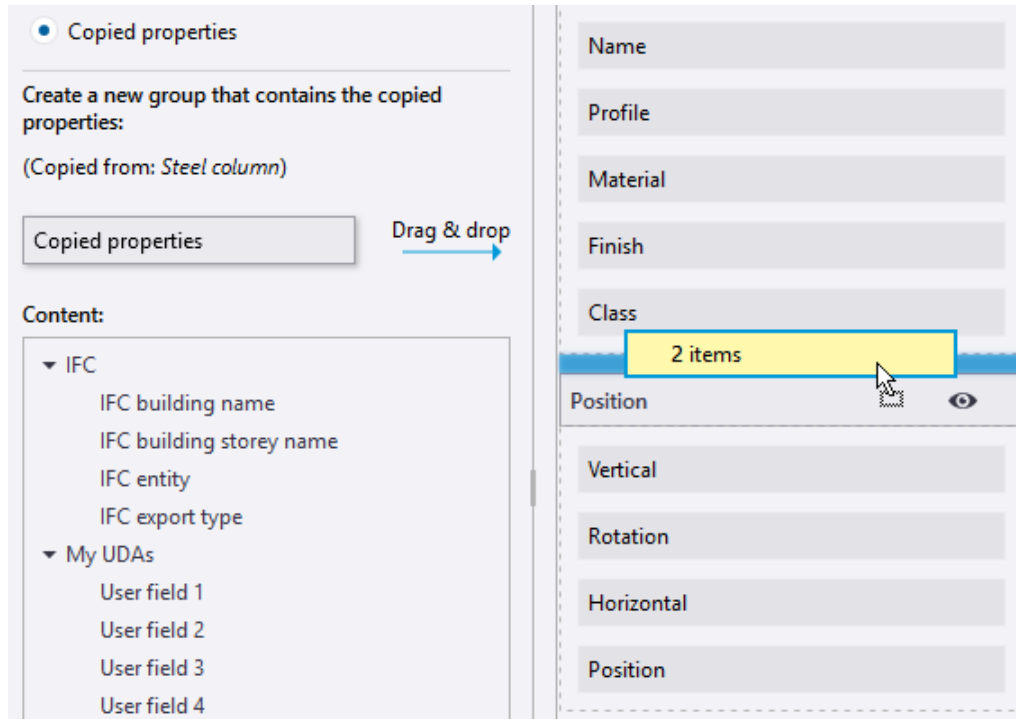 Copied properties
Create a new group that contains the copied
properties:
(Copied from: Steel column)
Copied properties
Drag & drop
Content:
IFC
IFC building name
IFC building storey name
IFC entity
IFC export type
My UDAs
User field 1
User field 2
User field 3
User field 4
Name
Profile
Material
Finish
Class
2 items
Position
Vertical
Rotation
Horizontal
Position